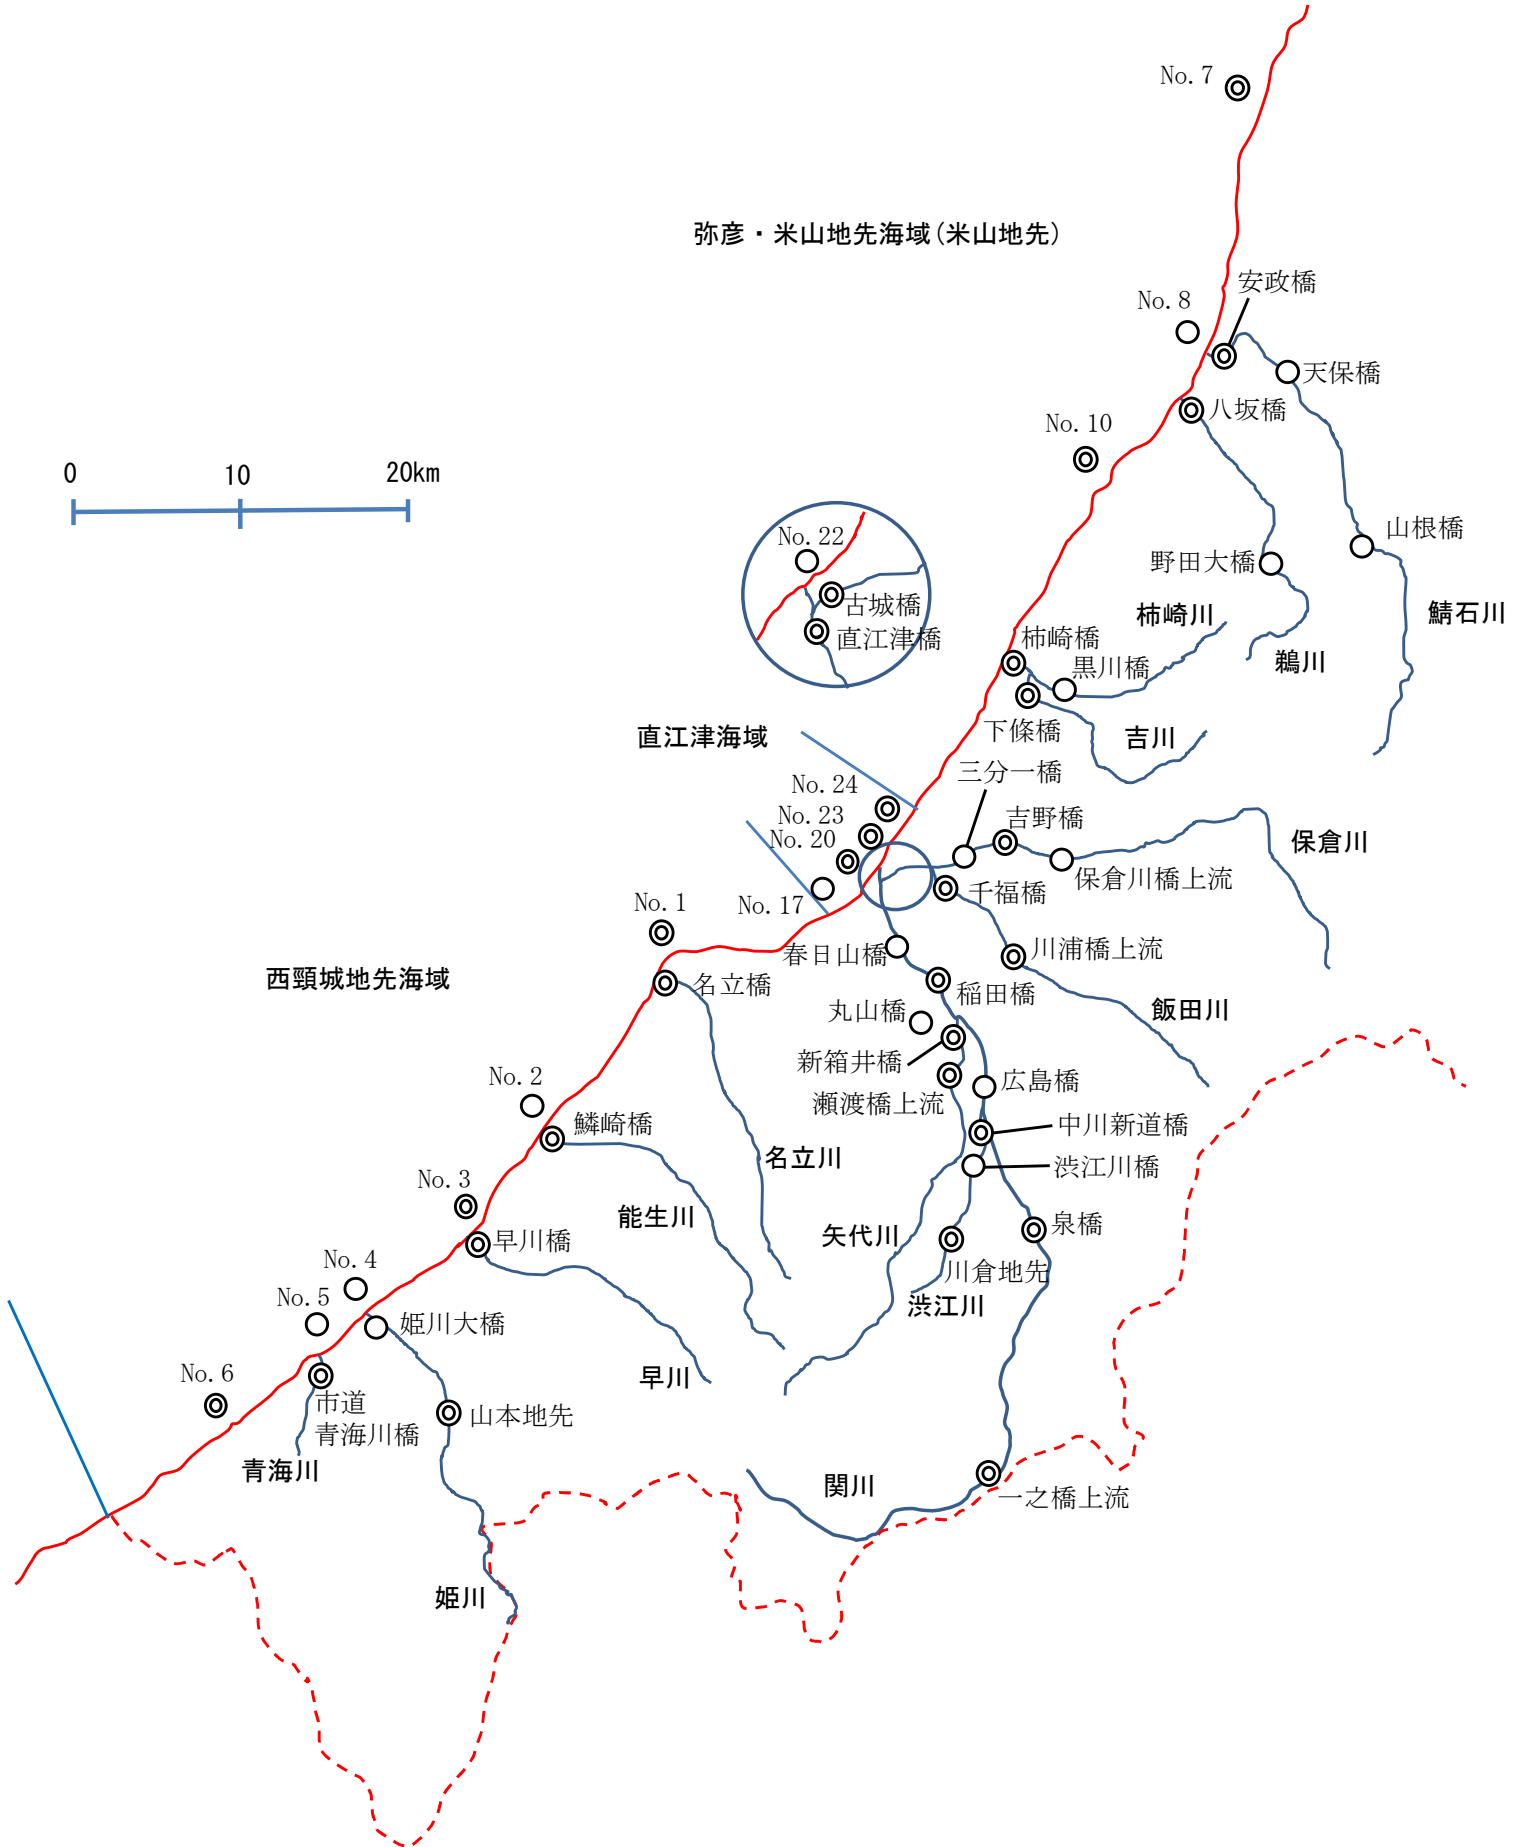 No.7
弥彦・米山地先海域(米山地先)
安政橋
No.8
天保橋
八坂橋
No.10
0
10
20km
山根橋
No.22
野田大橋
古城橋
柿崎川
鯖石川
直江津橋
柿崎橋
鵜川
黒川橋
下條橋
吉川
直江津海域
三分一橋
No.24
No.23
吉野橋
No.20
保倉川
保倉川橋上流
千福橋
No.1
No.17
春日山橋
川浦橋上流
西頸城地先海域
名立橋
稲田橋
丸山橋
飯田川
新箱井橋
No.2
広島橋
瀬渡橋上流
鱗崎橋
中川新道橋
名立川
渋江川橋
No.3
能生川
矢代川
泉橋
早川橋
No.4
川倉地先
No.5
渋江川
姫川大橋
No.6
早川
市道
青海川橋
山本地先
青海川
関川
一之橋上流
姫川